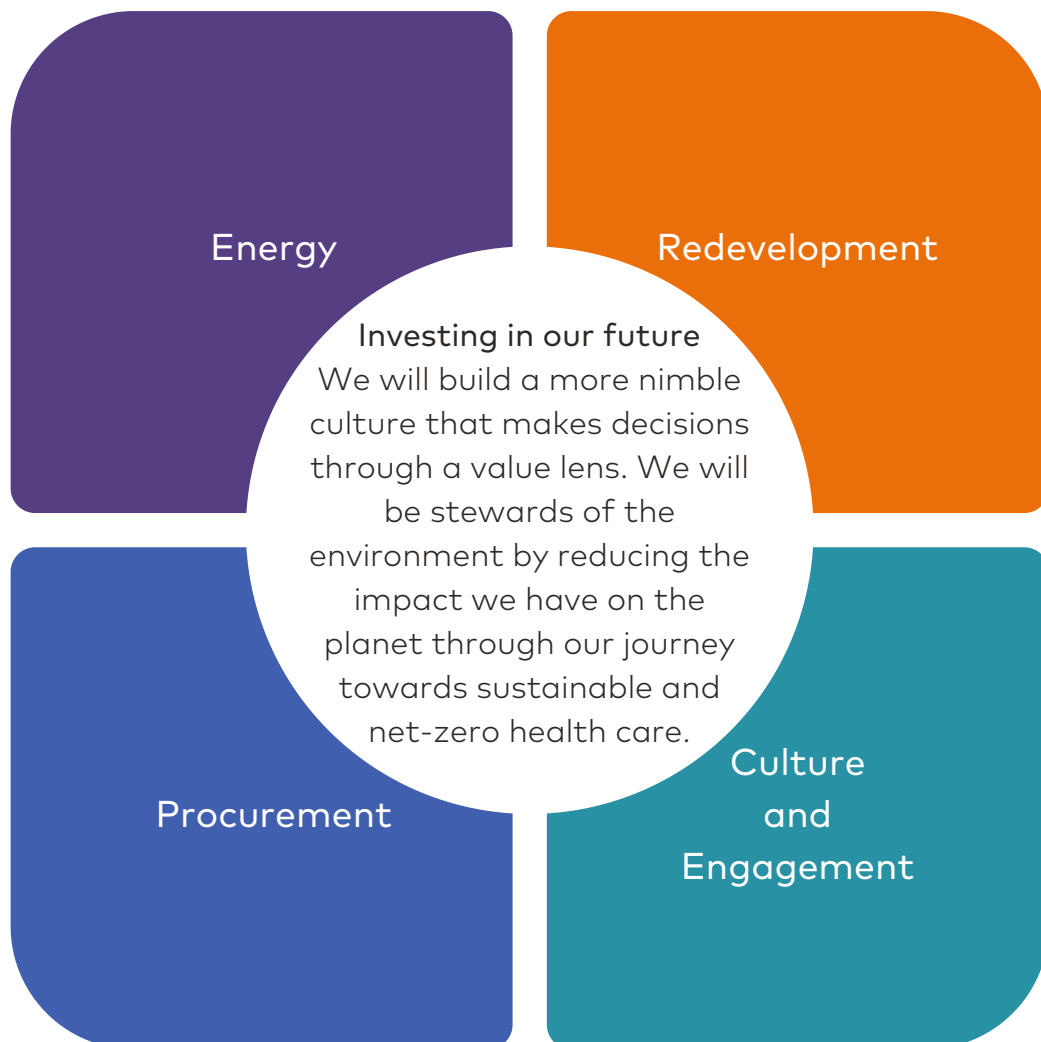 Energy
Redevelopment
Investing in our future
We will build a more nimble
culture that makes decisions
through a value lens. We will
be stewards of the
environment by reducing the
impact we have on the
planet through our journey
towards sustainable and
net-zero health care.
Procurement
Culture
and
Engagement